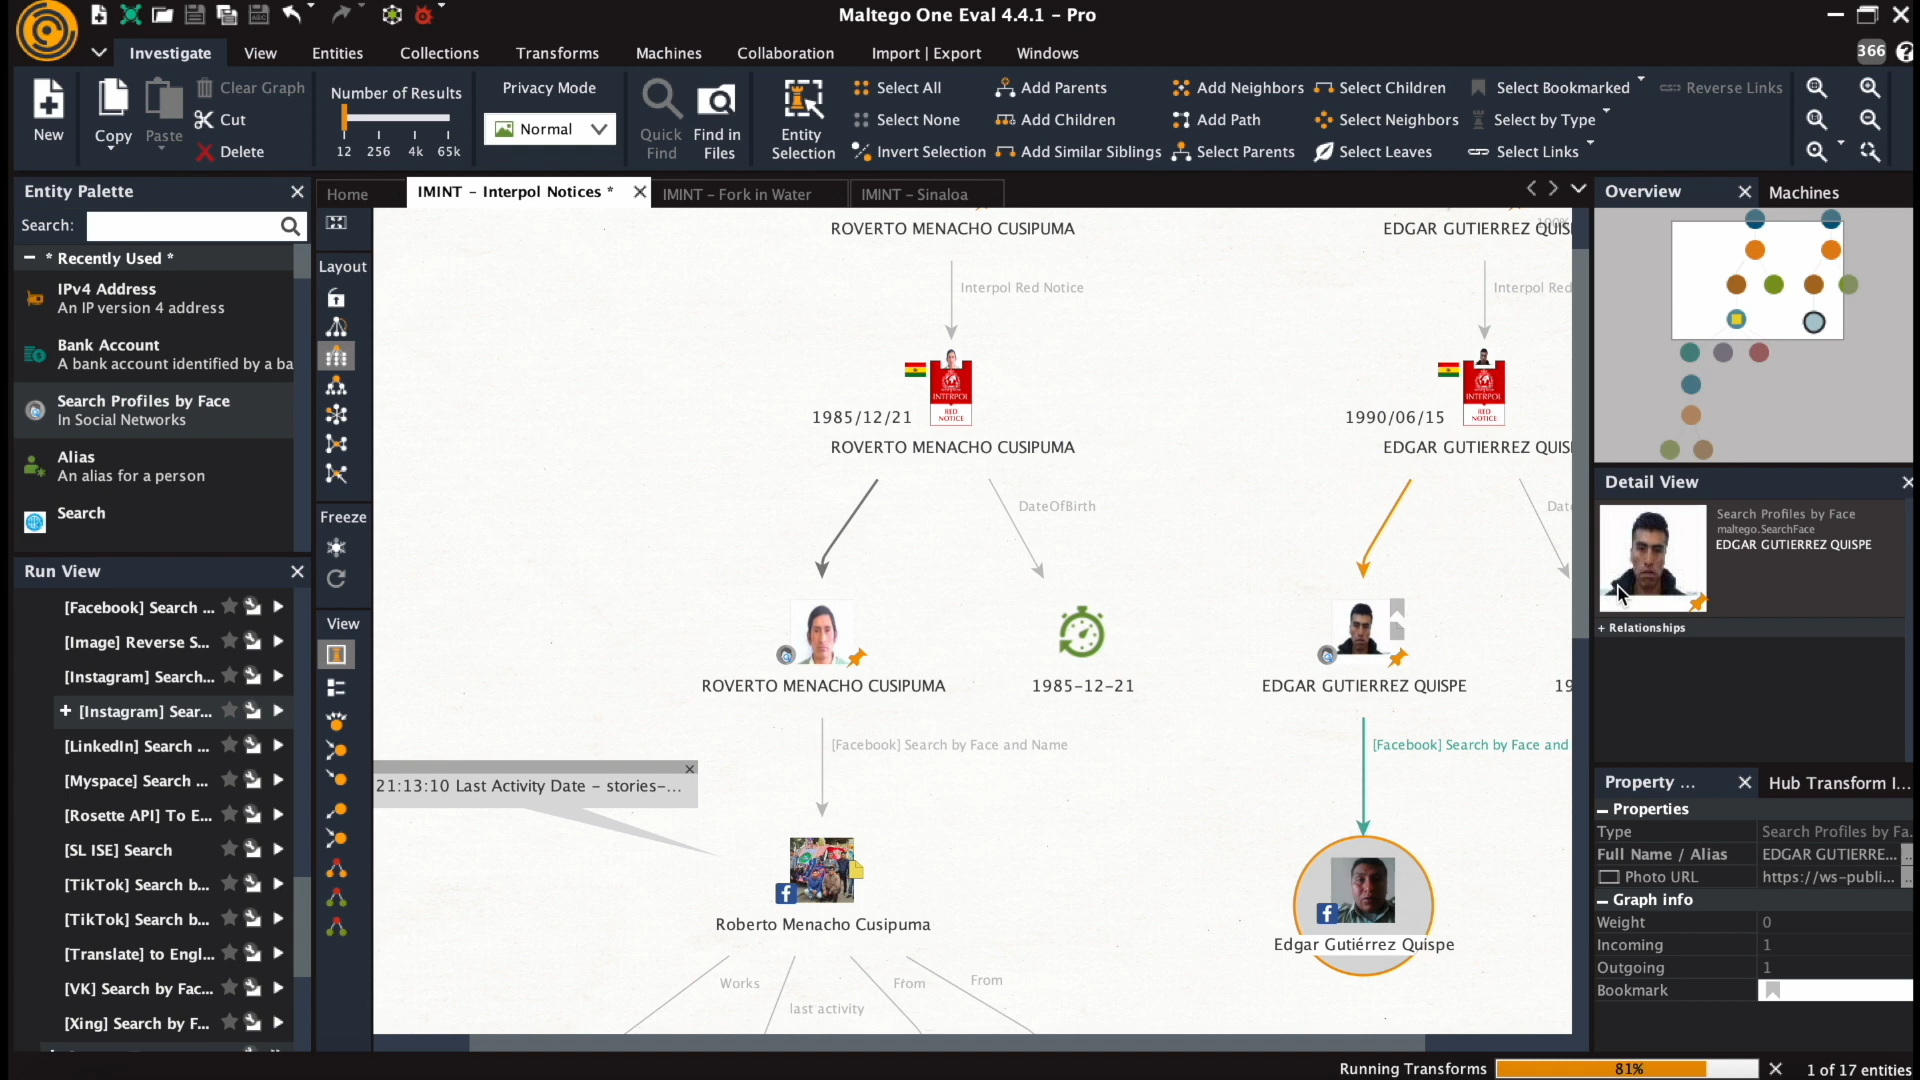 Maltego One Eval 4.4.1 – Pro
Investigate View Entities Collections Transforms Machines Collaboration Import | Export Windows 366
New
Copy
Paste
Clear Graph
Cut
Delete
Number of Results
12 256 4k 65k
Privacy Mode
Normal
Quick Find
Find in Files
Entity Selection
Select All
Select None
Invert Selection
Add Parents
Add Children
Add Similar Siblings
Add Neighbors
Add Path
Select Parents
Select Children
Select Neighbors
Select Leaves
Select Bookmarked
Select by Type
Select Links
Reverse Links
Entity Palette
Search:
* Recently Used *
IPv4 Address
An IP version 4 address
Bank Account
A bank account identified by a ba
Search Profiles by Face
In Social Networks
Alias
An alias for a person
Search
Run View
[Facebook] Search ...
[Image] Reverse S...
[Instagram] Search...
[Instagram] Sear...
[LinkedIn] Search ...
[Myspace] Search ...
[Rosette API] To E...
[SL ISE] Search
[TikTok] Search b...
[TikTok] Search b...
[Translate] to Engl...
[VK] Search by Fac...
[Xing] Search by F...
Home
IMINT – Interpol Notices *
IMINT – Fork in Water
IMINT – Sinaloa
Layout
Freeze
View
100%
ROVERTO MENACHO CUSIPUMA
EDGAR GUTIERREZ QUIS
Interpol Red Notice
Interpol Red
INTERPOL
RED
NOTICE
INTERPOL
RED
NOTICE
1985/12/21
1990/06/15
ROVERTO MENACHO CUSIPUMA
EDGAR GUTIERREZ QUIS
DateOfBirth
Date
ROVERTO MENACHO CUSIPUMA
1985-12-21
EDGAR GUTIERREZ QUISPE
19
[Facebook] Search by Face and Name
[Facebook] Search by Face and
21:13:10 Last Activity Date – stories-...
Roberto Menacho Cusipuma
Edgar Gutiérrez Quispe
Works
last activity
From
From
Overview
Machines
Detail View
Search Profiles by Face
maltego.SearchFace
EDGAR GUTIERREZ QUISPE
+ Relationships
Property ...
Hub Transform I...
Properties
Type Search Profiles by Fa.
Full Name / Alias EDGAR GUTIERRE...
Photo URL https://ws-publi...
Graph info
Weight 0
Incoming 1
Outgoing 1
Bookmark
Running Transforms 81% 1 of 17 entities